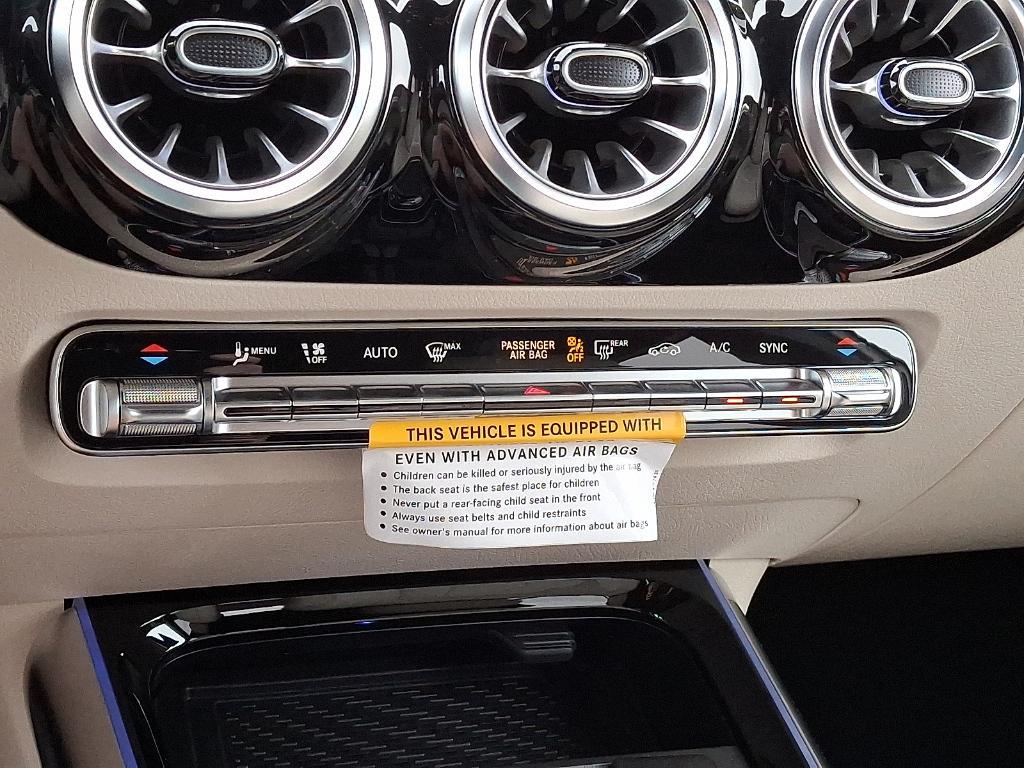 MENU
OFF
AUTO
MAX
PASSENGER
AIR BAG
OFF
REAR
A/C
SYNC
THIS VEHICLE IS EQUIPPED WITH
EVEN WITH ADVANCED AIR BAGS
• Children can be killed or seriously injured by the air bag
• The back seat is the safest place for children
• Never put a rear-facing child seat in the front
• Always use seat belts and child restraints
• See owner's manual for more information about air bags